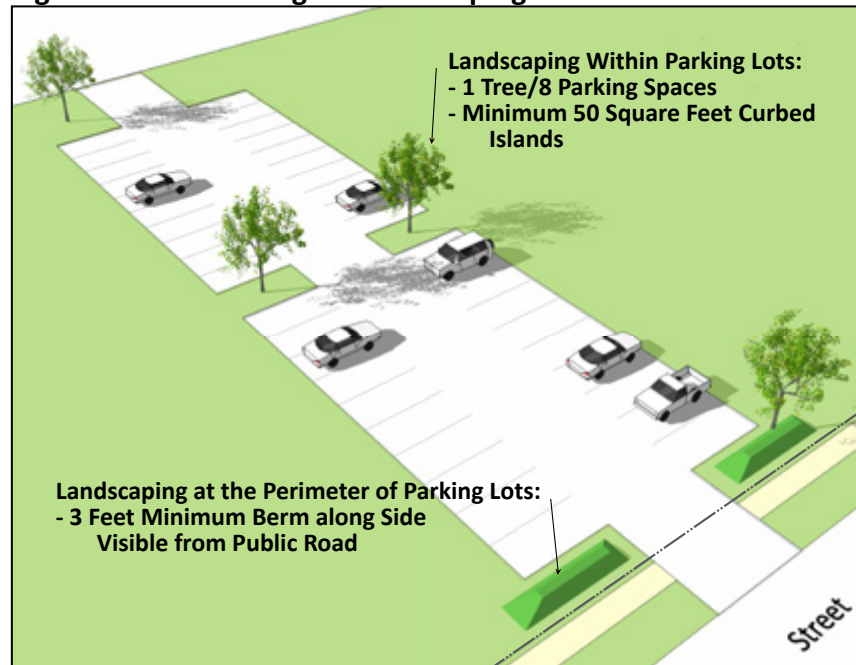 Landscaping Within Parking Lots:
- 1 Tree/8 Parking Spaces
- Minimum 50 Square Feet Curbed
Islands
Landscaping at the Perimeter of Parking Lots:
- 3 Feet Minimum Berm along Side
Visible from Public Road
Street